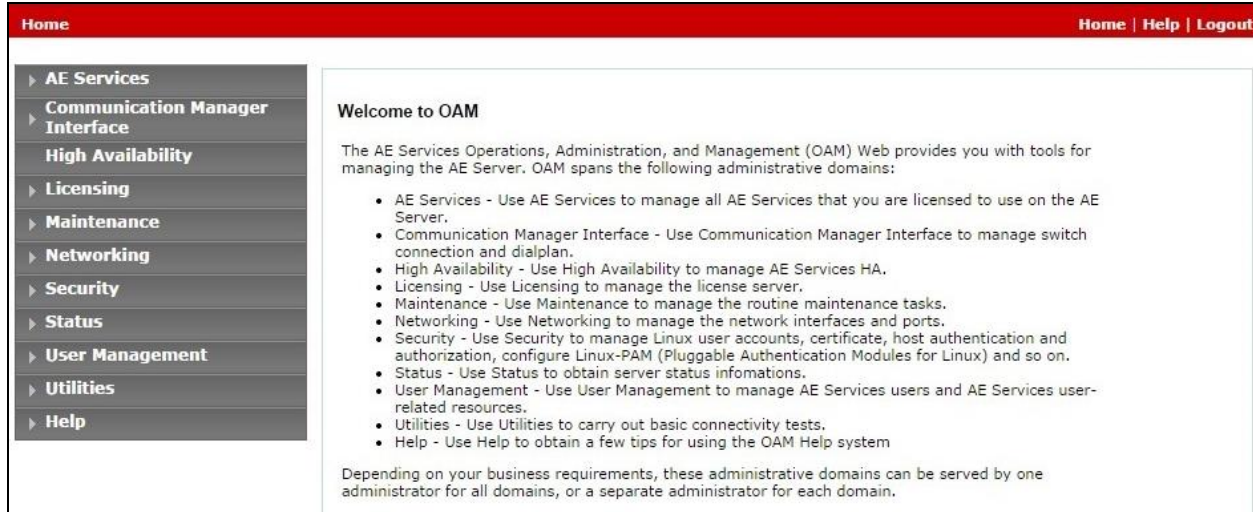 Home
Home | Help | Logout
AE Services
Communication Manager
Interface
High Availability
Licensing
Maintenance
Networking
Security
Status
User Management
Utilities
Help
Welcome to OAM
The AE Services Operations, Administration, and Management (OAM) Web provides you with tools for
managing the AE Server. OAM spans the following administrative domains:
• AE Services - Use AE Services to manage all AE Services that you are licensed to use on the AE
Server.
• Communication Manager Interface - Use Communication Manager Interface to manage switch
connection and dialplan.
• High Availability - Use High Availability to manage AE Services HA.
• Licensing - Use Licensing to manage the license server.
• Maintenance - Use Maintenance to manage the routine maintenance tasks.
• Networking - Use Networking to manage the network interfaces and ports.
• Security - Use Security to manage Linux user accounts, certificate, host authentication and
authorization, configure Linux-PAM (Pluggable Authentication Modules for Linux) and so on.
• Status - Use Status to obtain server status infomations.
• User Management - Use User Management to manage AE Services users and AE Services user-
related resources.
• Utilities - Use Utilities to carry out basic connectivity tests.
• Help - Use Help to obtain a few tips for using the OAM Help system
Depending on your business requirements, these administrative domains can be served by one
administrator for all domains, or a separate administrator for each domain.